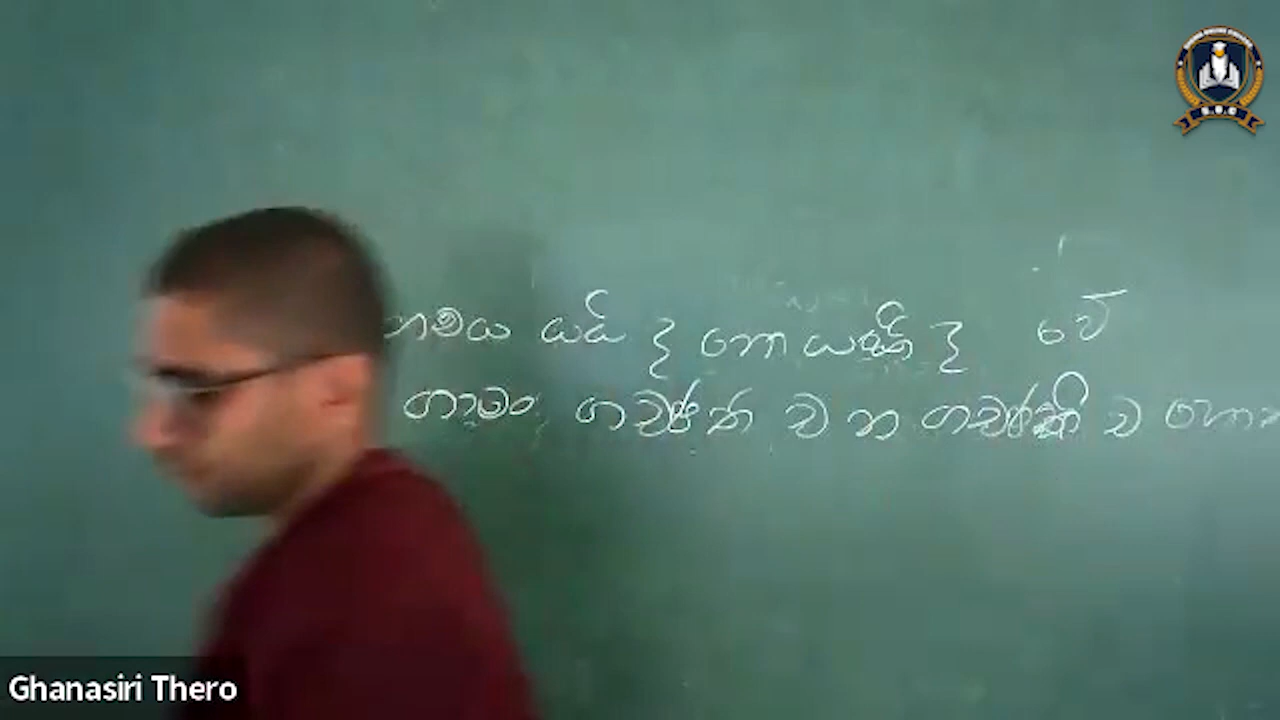 යයි ද නො යයි ද වේ
ගාමං ගච්ඡති ච න ගච්ඡති ච
Ghanasiri Thero